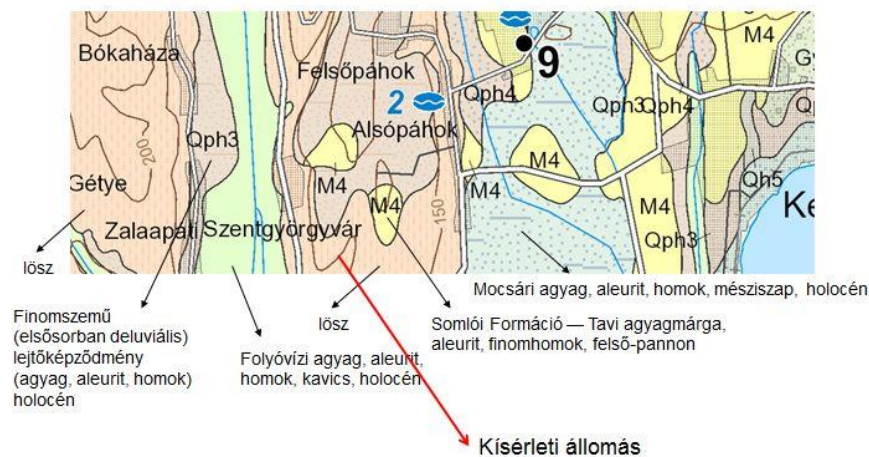 Bókaháza
Felsőpáhok
M4
9
Gy
2
Qph4
Qph3
Qph4
Qph3
Alsópáhok
M4
M4
M4
Qh5
Gétye
M4
M4
Ke
200
150
Zalaapáti
Szentgyörgyvár
Qph3
lösz
Mocsári agyag, aleurit, homok, mésziszap, holocén
Finomszemű
(elsősorban deluviális)
lejtőképződmény
(agyag, aleurit, homok)
holocén
lösz
Somlói Formáció — Tavi agyagmárga,
aleurit, finomhomok, felső-pannon
Folyóvízi agyag, aleurit,
homok, kavics, holocén
Kísérleti állomás